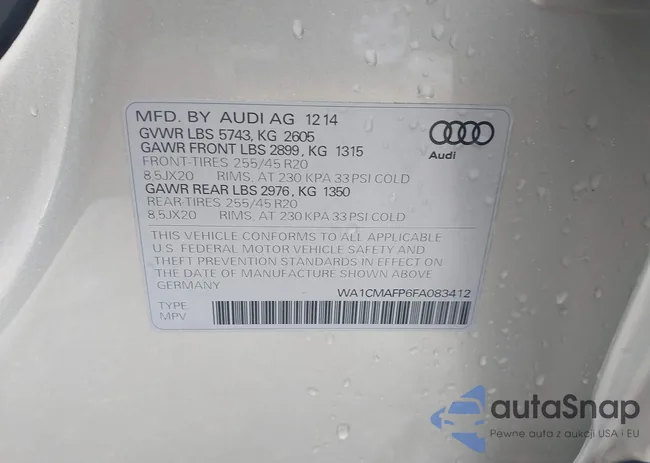 MFD. BY AUDI AG 12 14
GVWR LBS 5743, KG 2605
GAWR FRONT LBS 2899, KG 1315
FRONT-TIRES 255/45 R20
8,5JX20 RIMS, AT 230 KPA 33 PSI COLD
GAWR REAR LBS 2976, KG 1350
REAR-TIRES 255/45 R20
8,5JX20 RIMS, AT 230 KPA 33 PSI COLD
Audi
THIS VEHICLE CONFORMS TO ALL APPLICABLE
U.S. FEDERAL MOTOR VEHICLE SAFETY AND
THEFT PREVENTION STANDARDS IN EFFECT ON
THE DATE OF MANUFACTURE SHOWN ABOVE
GERMANY
WA1CMAFP6FA083412
TYPE
MPV
autaSnap
Pewne auta z aukcji USA i EU